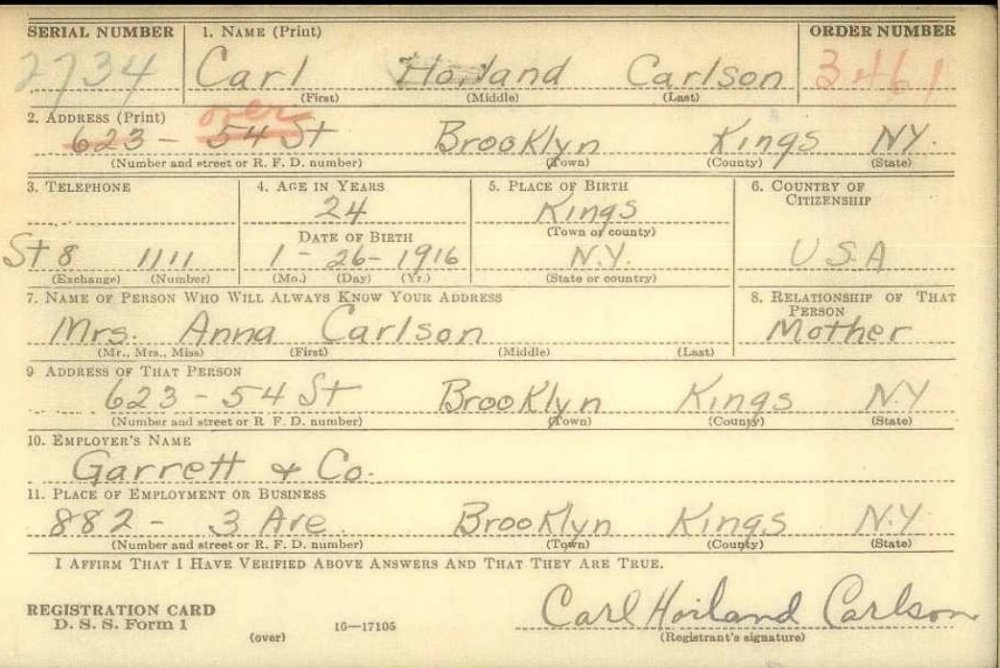 SERIAL NUMBER 1. NAME (Print) ORDER NUMBER
2734 Carl Hoiland Carlson 3461
(First) (Middle) (Last)
2. ADDRESS (Print) over
623 - 54 St Brooklyn Kings NY.
(Number and street or R. F. D. number) (Town) (County) (State)
3. TELEPHONE 4. AGE IN YEARS 5. PLACE OF BIRTH 6. COUNTRY OF CITIZENSHIP
24 Kings
DATE OF BIRTH (Town or county)
St 8 1111 1 - 26 - 1916 N.Y. USA
(Exchange) (Number) (Mo.) (Day) (Yr.) (State or country)
7. NAME OF PERSON WHO WILL ALWAYS KNOW YOUR ADDRESS 8. RELATIONSHIP OF THAT PERSON
Mrs. Anna Carlson Mother
(Mr., Mrs., Miss) (First) (Middle) (Last)
9 ADDRESS OF THAT PERSON
623 - 54 St Brooklyn Kings N.Y
(Number and street or R F. D. number) (Town) (County) (State)
10. EMPLOYER'S NAME
Garrett & Co.
11. PLACE OF EMPLOYMENT OR BUSINESS
882 - 3 Ave. Brooklyn Kings N.Y.
(Number and street or R. F. D. number) (Town) (County) (State)
I AFFIRM THAT I HAVE VERIFIED ABOVE ANSWERS AND THAT THEY ARE TRUE.
REGISTRATION CARD Carl Hoiland Carlson
D. S. S. Form 1 (over) 16—17105 (Registrant's signature)